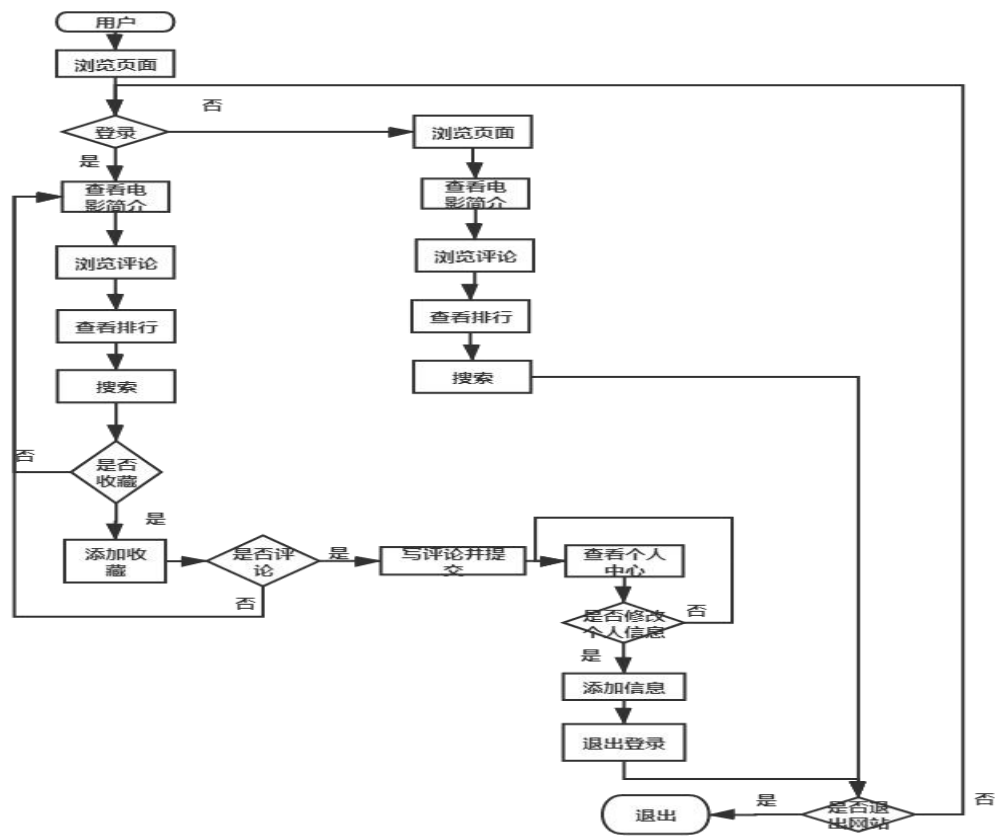 用户
浏览页面
否
登录
浏览页面
是
查看电
影简介
查看电
影简介
浏览评论
浏览评论
查看排行
查看排行
搜索
搜索
否
是否
收藏
是
添加收
藏
是否评
论
是
写评论并提
交
查看个人
中心
否
是否修改
个人信息
否
是
添加信息
退出登录
退出
是
是否退
出网站
否